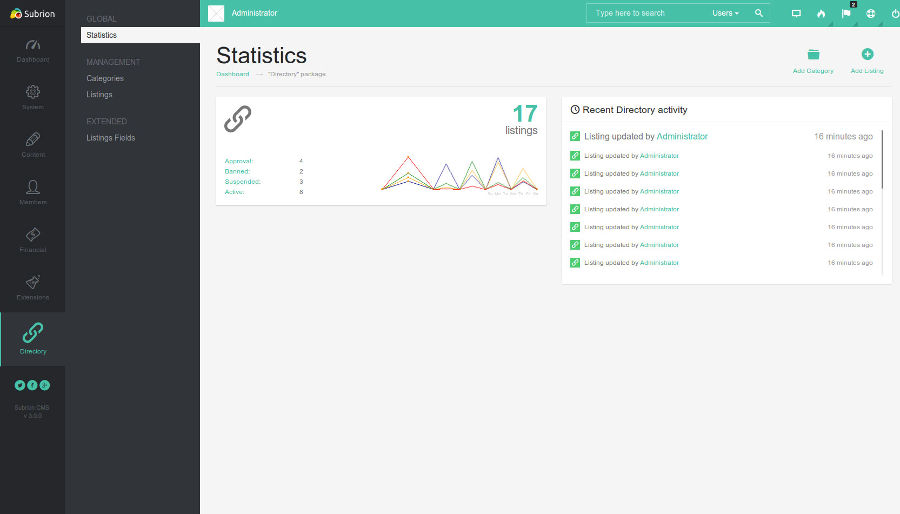 Subrion
Dashboard
System
Content
Members
Financial
Extensions
Directory
Subrion CMS
v 3.0.0
GLOBAL
Statistics
MANAGEMENT
Categories
Listings
EXTENDED
Listings Fields
Administrator
Type here to search
Users
2
Statistics
Dashboard → "Directory" package
Add Category
Add Listing
17
listings
Approval: 4
Banned: 2
Suspended: 3
Active: 8
Recent Directory activity
Listing updated by Administrator 16 minutes ago
Listing updated by Administrator 16 minutes ago
Listing updated by Administrator 16 minutes ago
Listing updated by Administrator 16 minutes ago
Listing updated by Administrator 16 minutes ago
Listing updated by Administrator 16 minutes ago
Listing updated by Administrator 16 minutes ago
Listing updated by Administrator 16 minutes ago